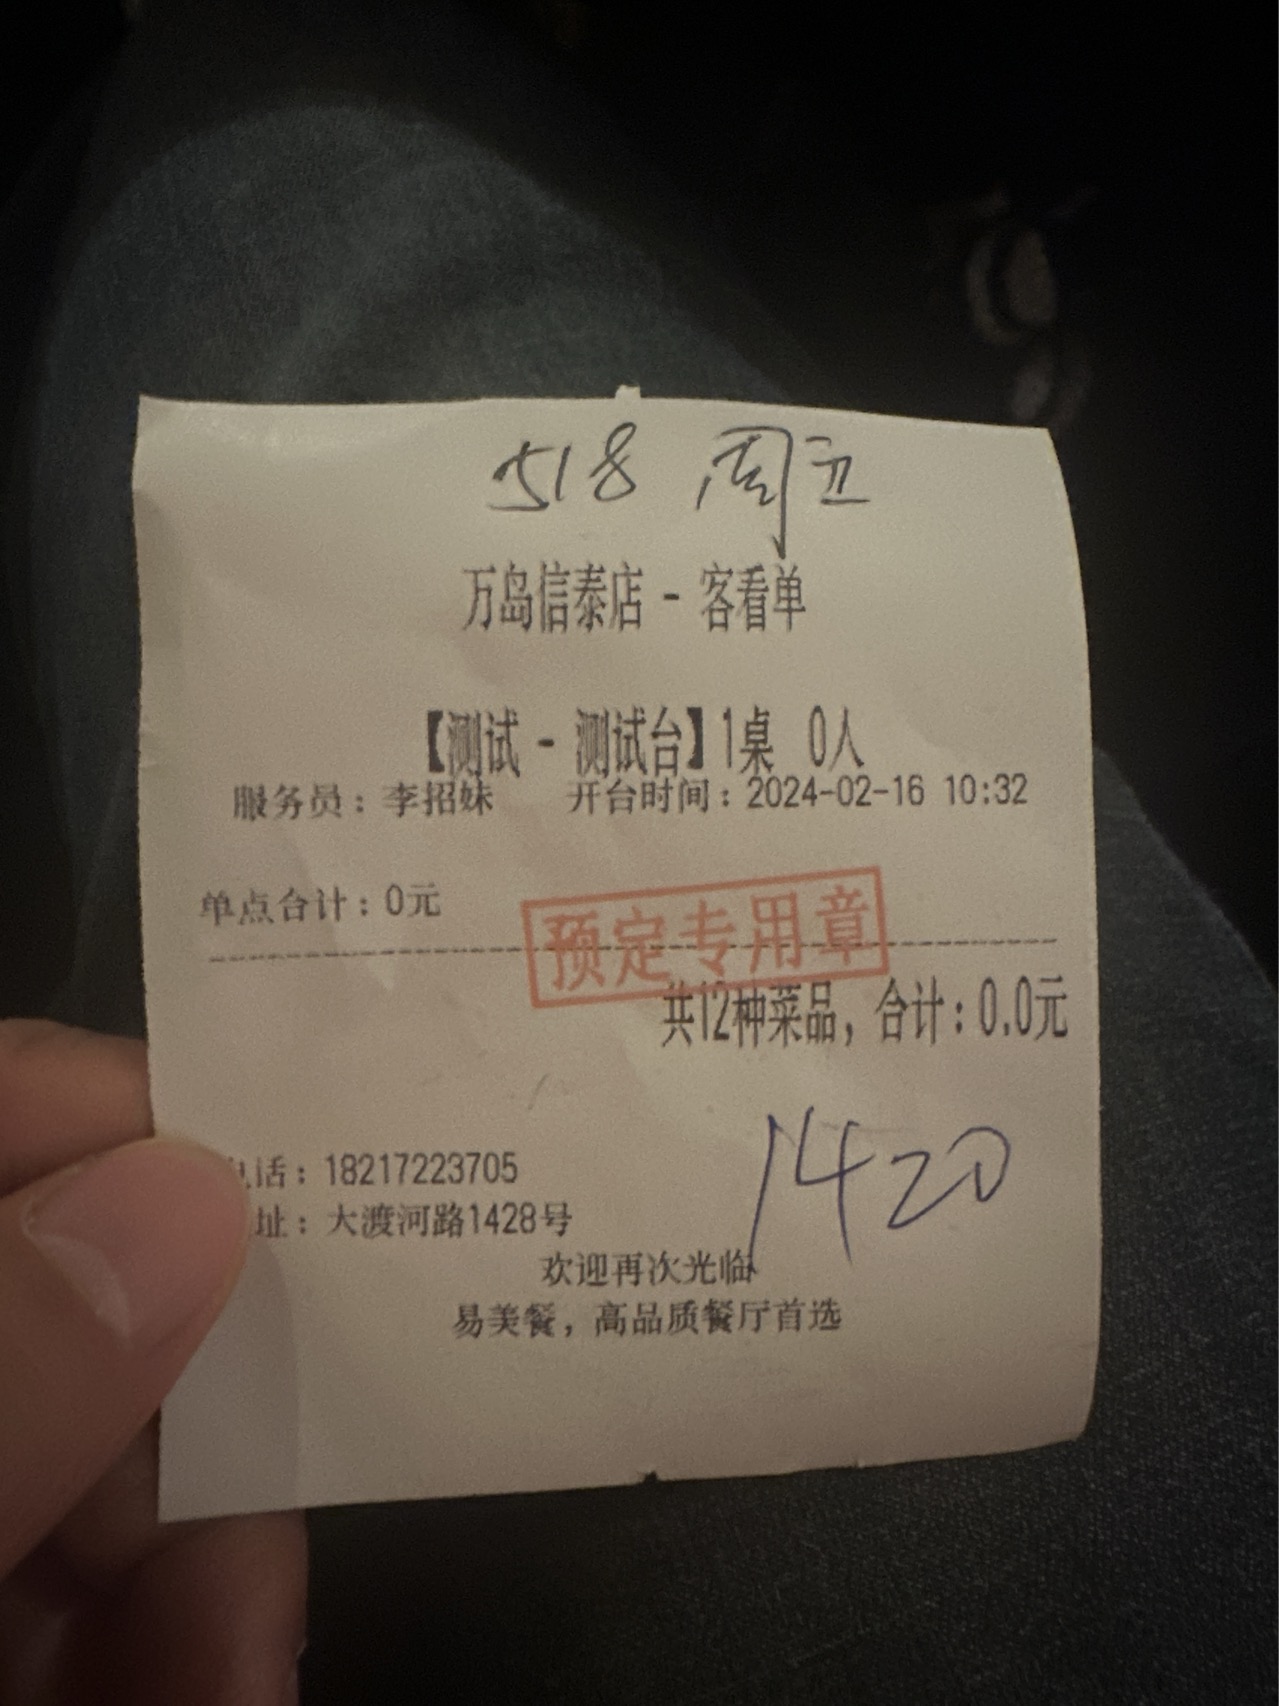 518 周五
万岛信泰店 - 客看单
【测试 - 测试台】1桌 0人
服务员：李招妹 开台时间：2024-02-16 10:32
单点合计：0元
预定专用章
共12种菜品，合计：0.0元
1420
话：18217223705
址：大渡河路1428号
欢迎再次光临
易美餐，高品质餐厅首选